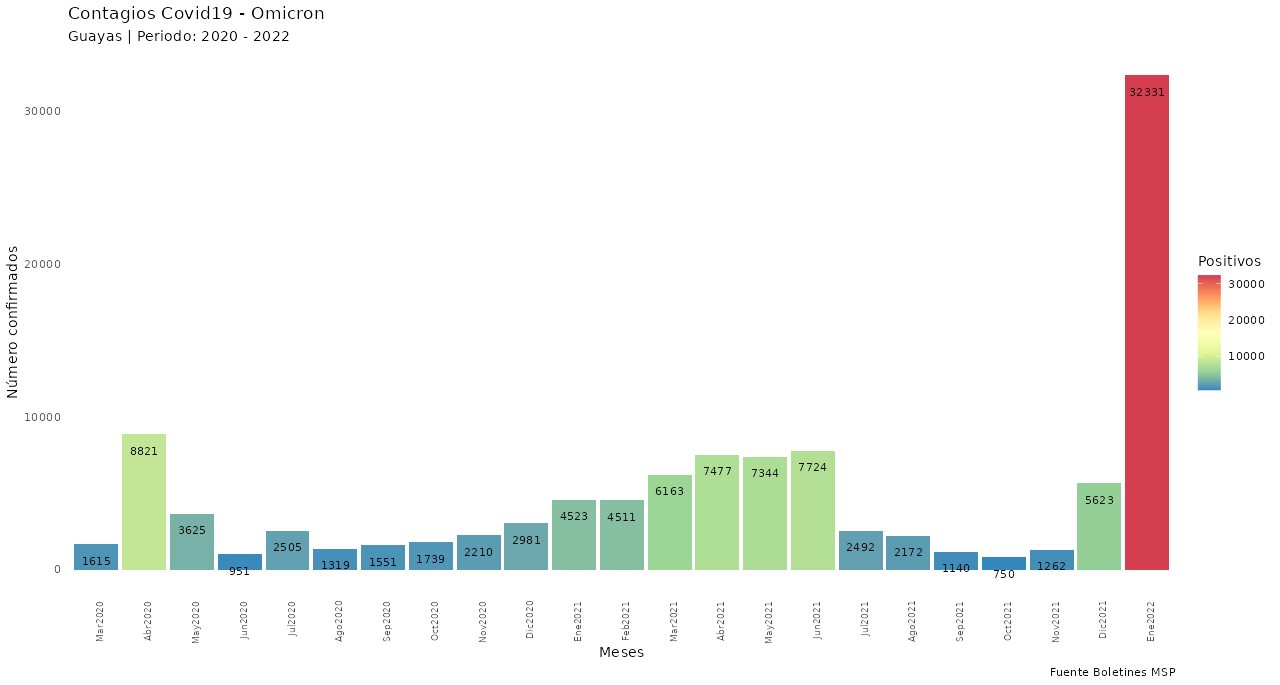 Contagios Covid19 - Omicron
Guayas | Periodo: 2020 - 2022
Número confirmados
30000
20000
10000
0
1615
8821
3625
951
2505
1319
1551
1739
2210
2981
4523
4511
6163
7477
7344
7724
2492
2172
1140
750
1262
5623
32331
Mar2020
Abr2020
May2020
Jun2020
Jul2020
Ago2020
Sep2020
Oct2020
Nov2020
Dic2020
Ene2021
Feb2021
Mar2021
Abr2021
May2021
Jun2021
Jul2021
Ago2021
Sep2021
Oct2021
Nov2021
Dic2021
Ene2022
Meses
Positivos
30000
20000
10000
Fuente Boletines MSP